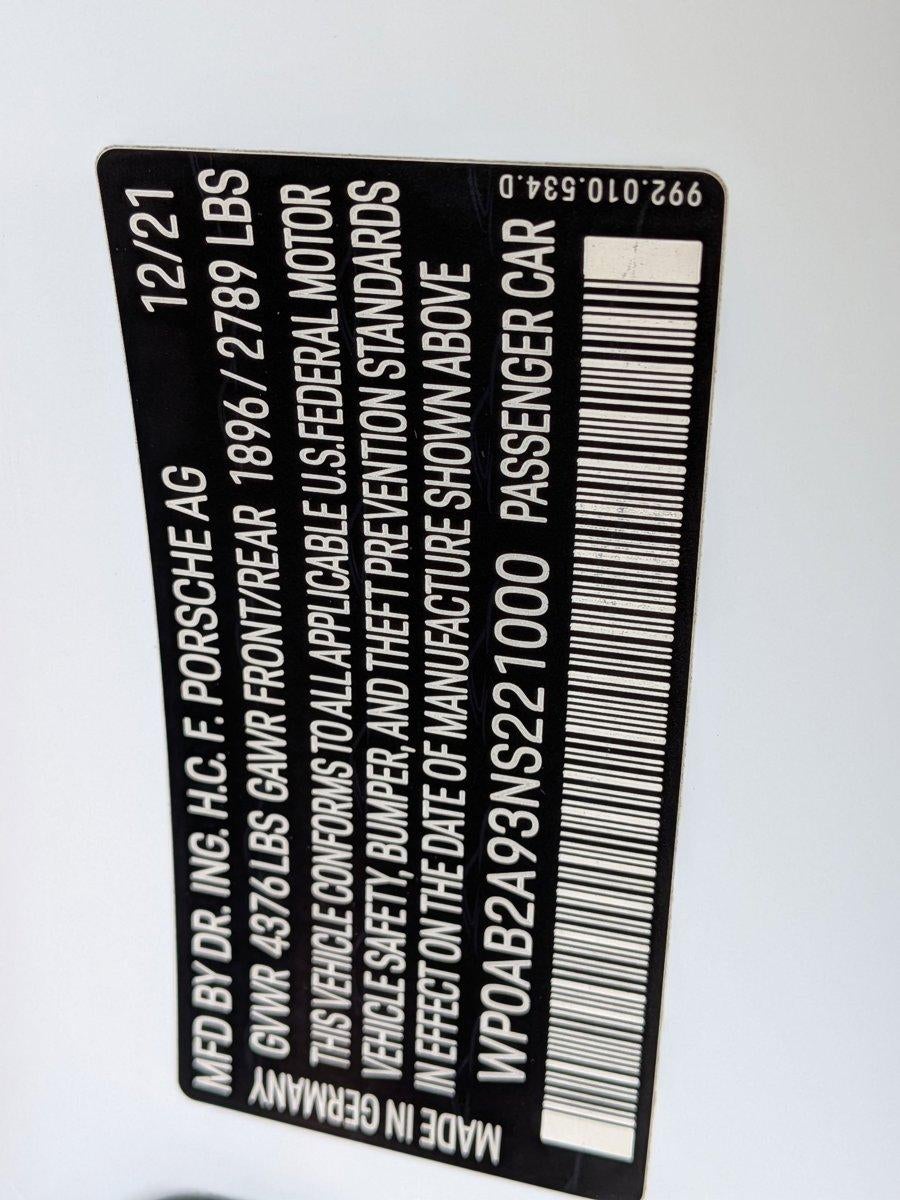 MFD BY DR. ING. H.C. F. PORSCHE AG 12/21
GVWR 4376 LBS GAWR FRONT/REAR 1896 / 2789 LBS
THIS VEHICLE CONFORMS TO ALL APPLICABLE U.S. FEDERAL MOTOR
VEHICLE SAFETY, BUMPER, AND THEFT PREVENTION STANDARDS
IN EFFECT ON THE DATE OF MANUFACTURE SHOWN ABOVE
WP0AB2A93NS221000 PASSENGER CAR
MADE IN GERMANY
992.010.534.D